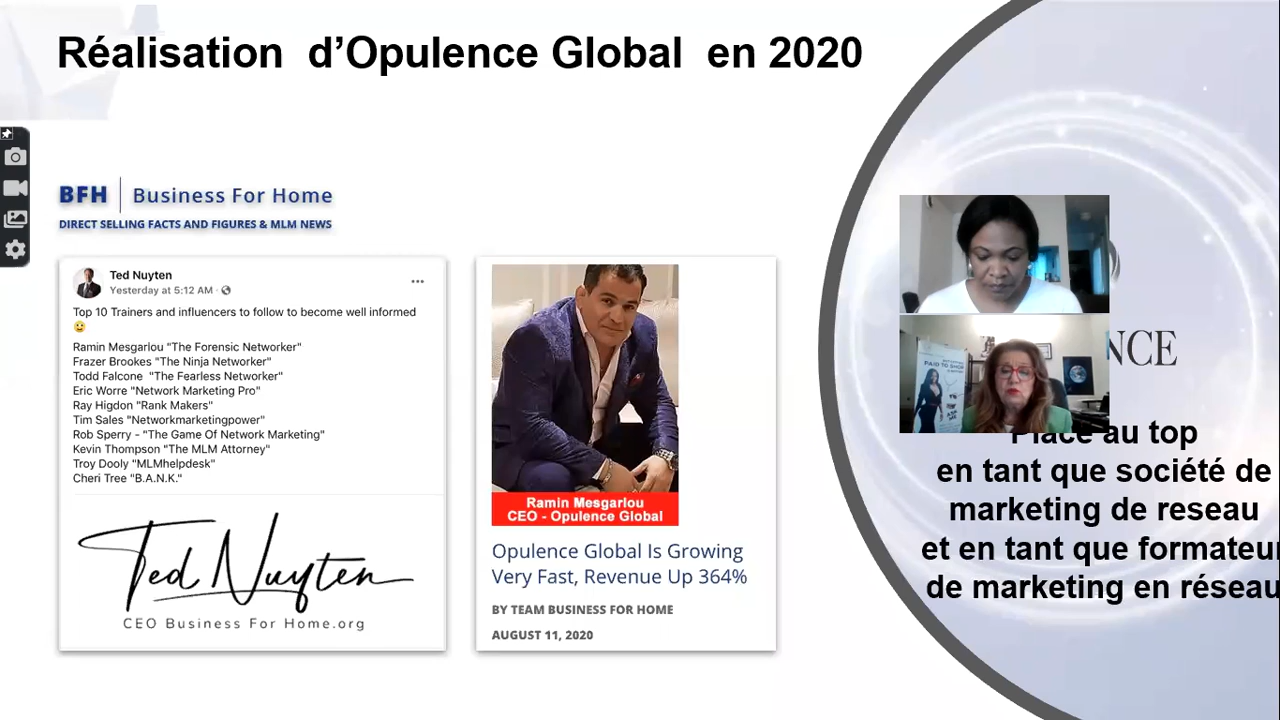 Réalisation d’Opulence Global en 2020
BFH Business For Home
DIRECT SELLING FACTS AND FIGURES & MLM NEWS
Ted Nuyten
Yesterday at 5:12 AM ·
Top 10 Trainers and influencers to follow to become well informed
Ramin Mesgarlou "The Forensic Networker"
Frazer Brookes "The Ninja Networker"
Todd Falcone "The Fearless Networker"
Eric Worre "Network Marketing Pro"
Ray Higdon "Rank Makers"
Tim Sales "Networkmarketingpower"
Rob Sperry - "The Game Of Network Marketing"
Kevin Thompson "The MLM Attorney"
Troy Dooly "MLMhelpdesk"
Cheri Tree "B.A.N.K."
Ted Nuyten
CEO Business For Home.org
Ramin Mesgarlou
CEO - Opulence Global
Opulence Global Is Growing
Very Fast, Revenue Up 364%
BY TEAM BUSINESS FOR HOME
AUGUST 11, 2020
PAID TO SHOP
NCE
Placé au top
en tant que société de
marketing de reseau
et en tant que formateur
de marketing en réseau